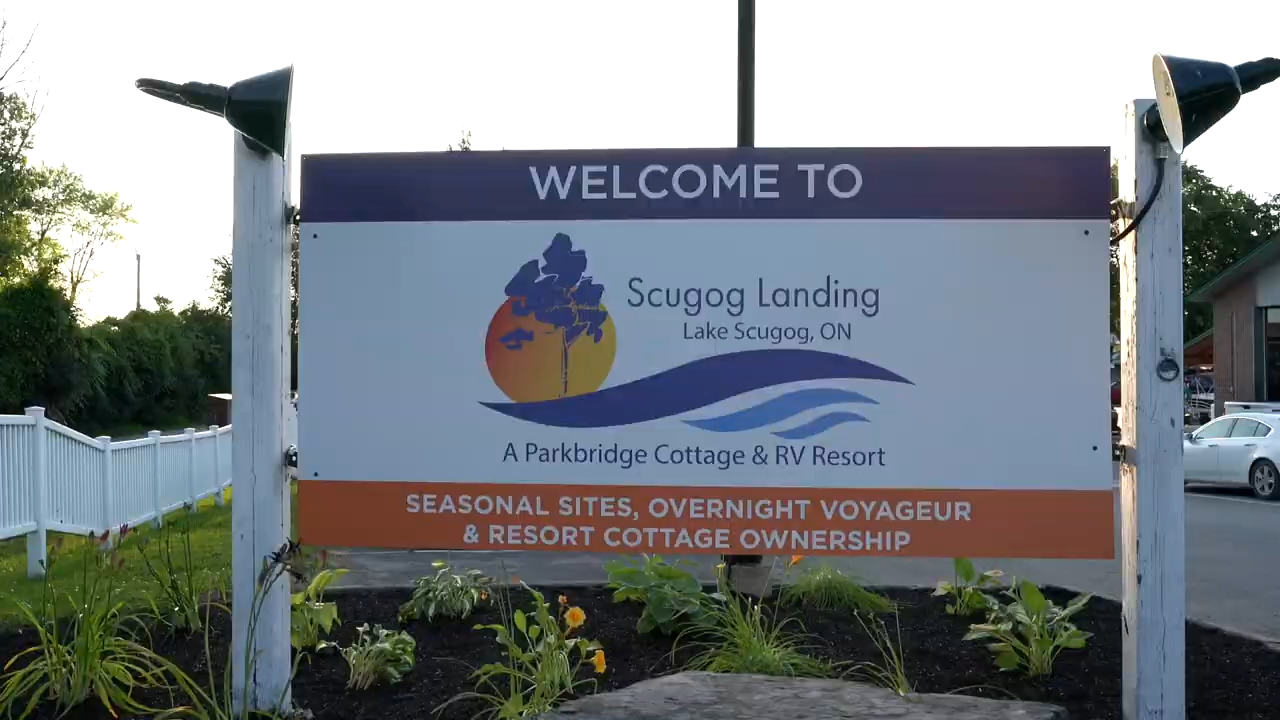 WELCOME TO
Scugog Landing
Lake Scugog, ON
A Parkbridge Cottage & RV Resort
SEASONAL SITES, OVERNIGHT VOYAGEUR
& RESORT COTTAGE OWNERSHIP